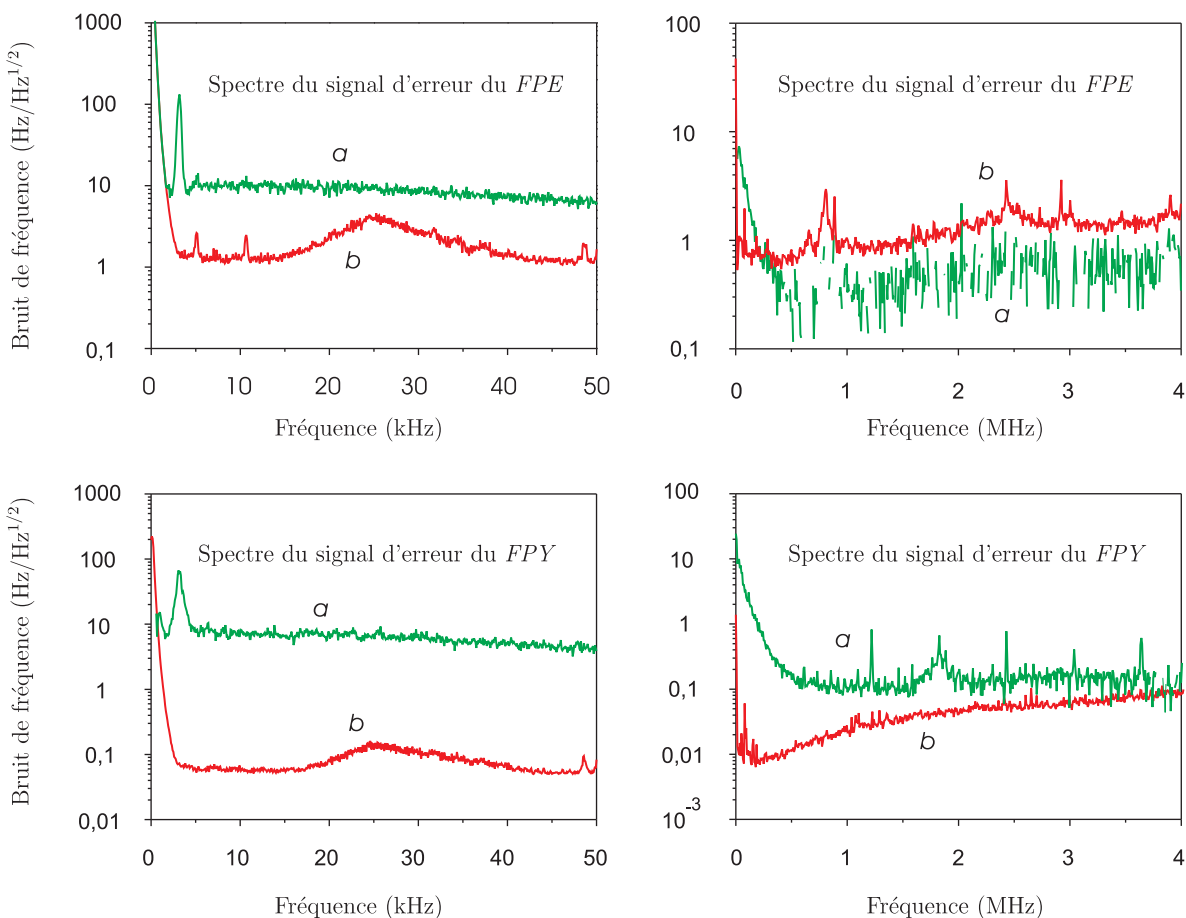 Bruit de fréquence (Hz/Hz1/2)
1000
100
10
1
0,1
Spectre du signal d'erreur du FPE
a
b
0 10 20 30 40 50
Fréquence (kHz)
100
10
1
0,1
Spectre du signal d'erreur du FPE
b
a
0 1 2 3 4
Fréquence (MHz)
Bruit de fréquence (Hz/Hz1/2)
1000
100
10
1
0,1
0,01
Spectre du signal d'erreur du FPY
a
b
0 10 20 30 40 50
Fréquence (kHz)
100
10
1
0,1
0,01
10-3
Spectre du signal d'erreur du FPY
a
b
0 1 2 3 4
Fréquence (MHz)